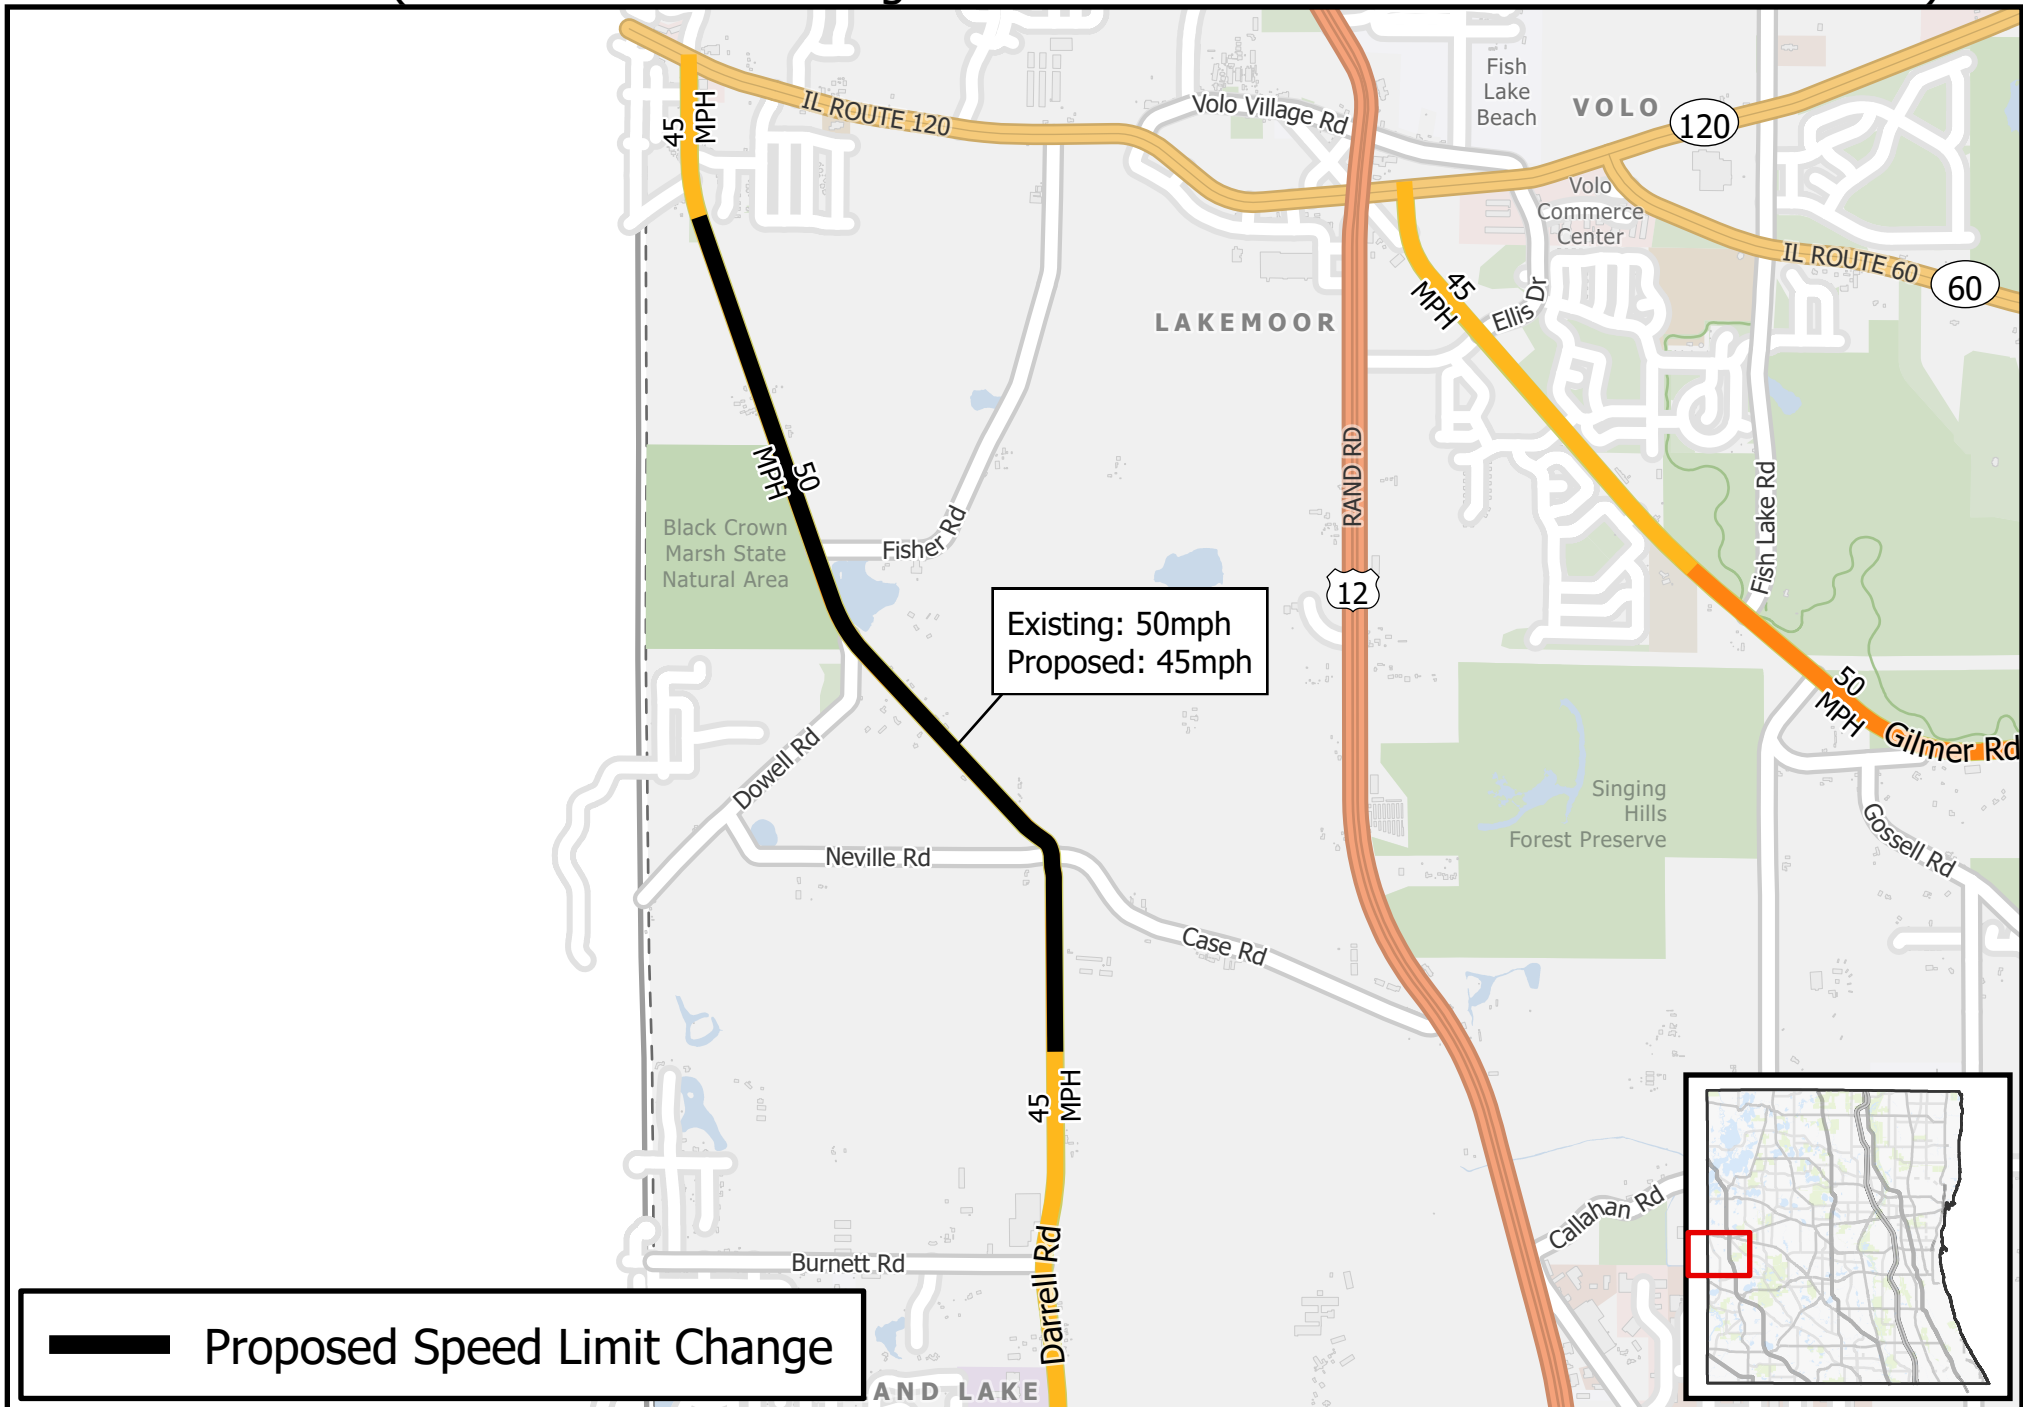 IL ROUTE 120
45
MPH
Volo Village Rd
Fish
Lake
Beach
VOLO
120
Volo
Commerce
Center
IL ROUTE 60
60
45
MPH
Ellis Dr
LAKEMOOR
RAND RD
50
MPH
Black Crown
Marsh State
Natural Area
Fisher Rd
Fish Lake Rd
12
Existing: 50mph
Proposed: 45mph
50
MPH
Gilmer Rd
Dowell Rd
Neville Rd
Singing
Hills
Forest Preserve
Gossell Rd
Case Rd
45
MPH
Callahan Rd
Burnett Rd
Darrell Rd
Proposed Speed Limit Change
AND LAKE